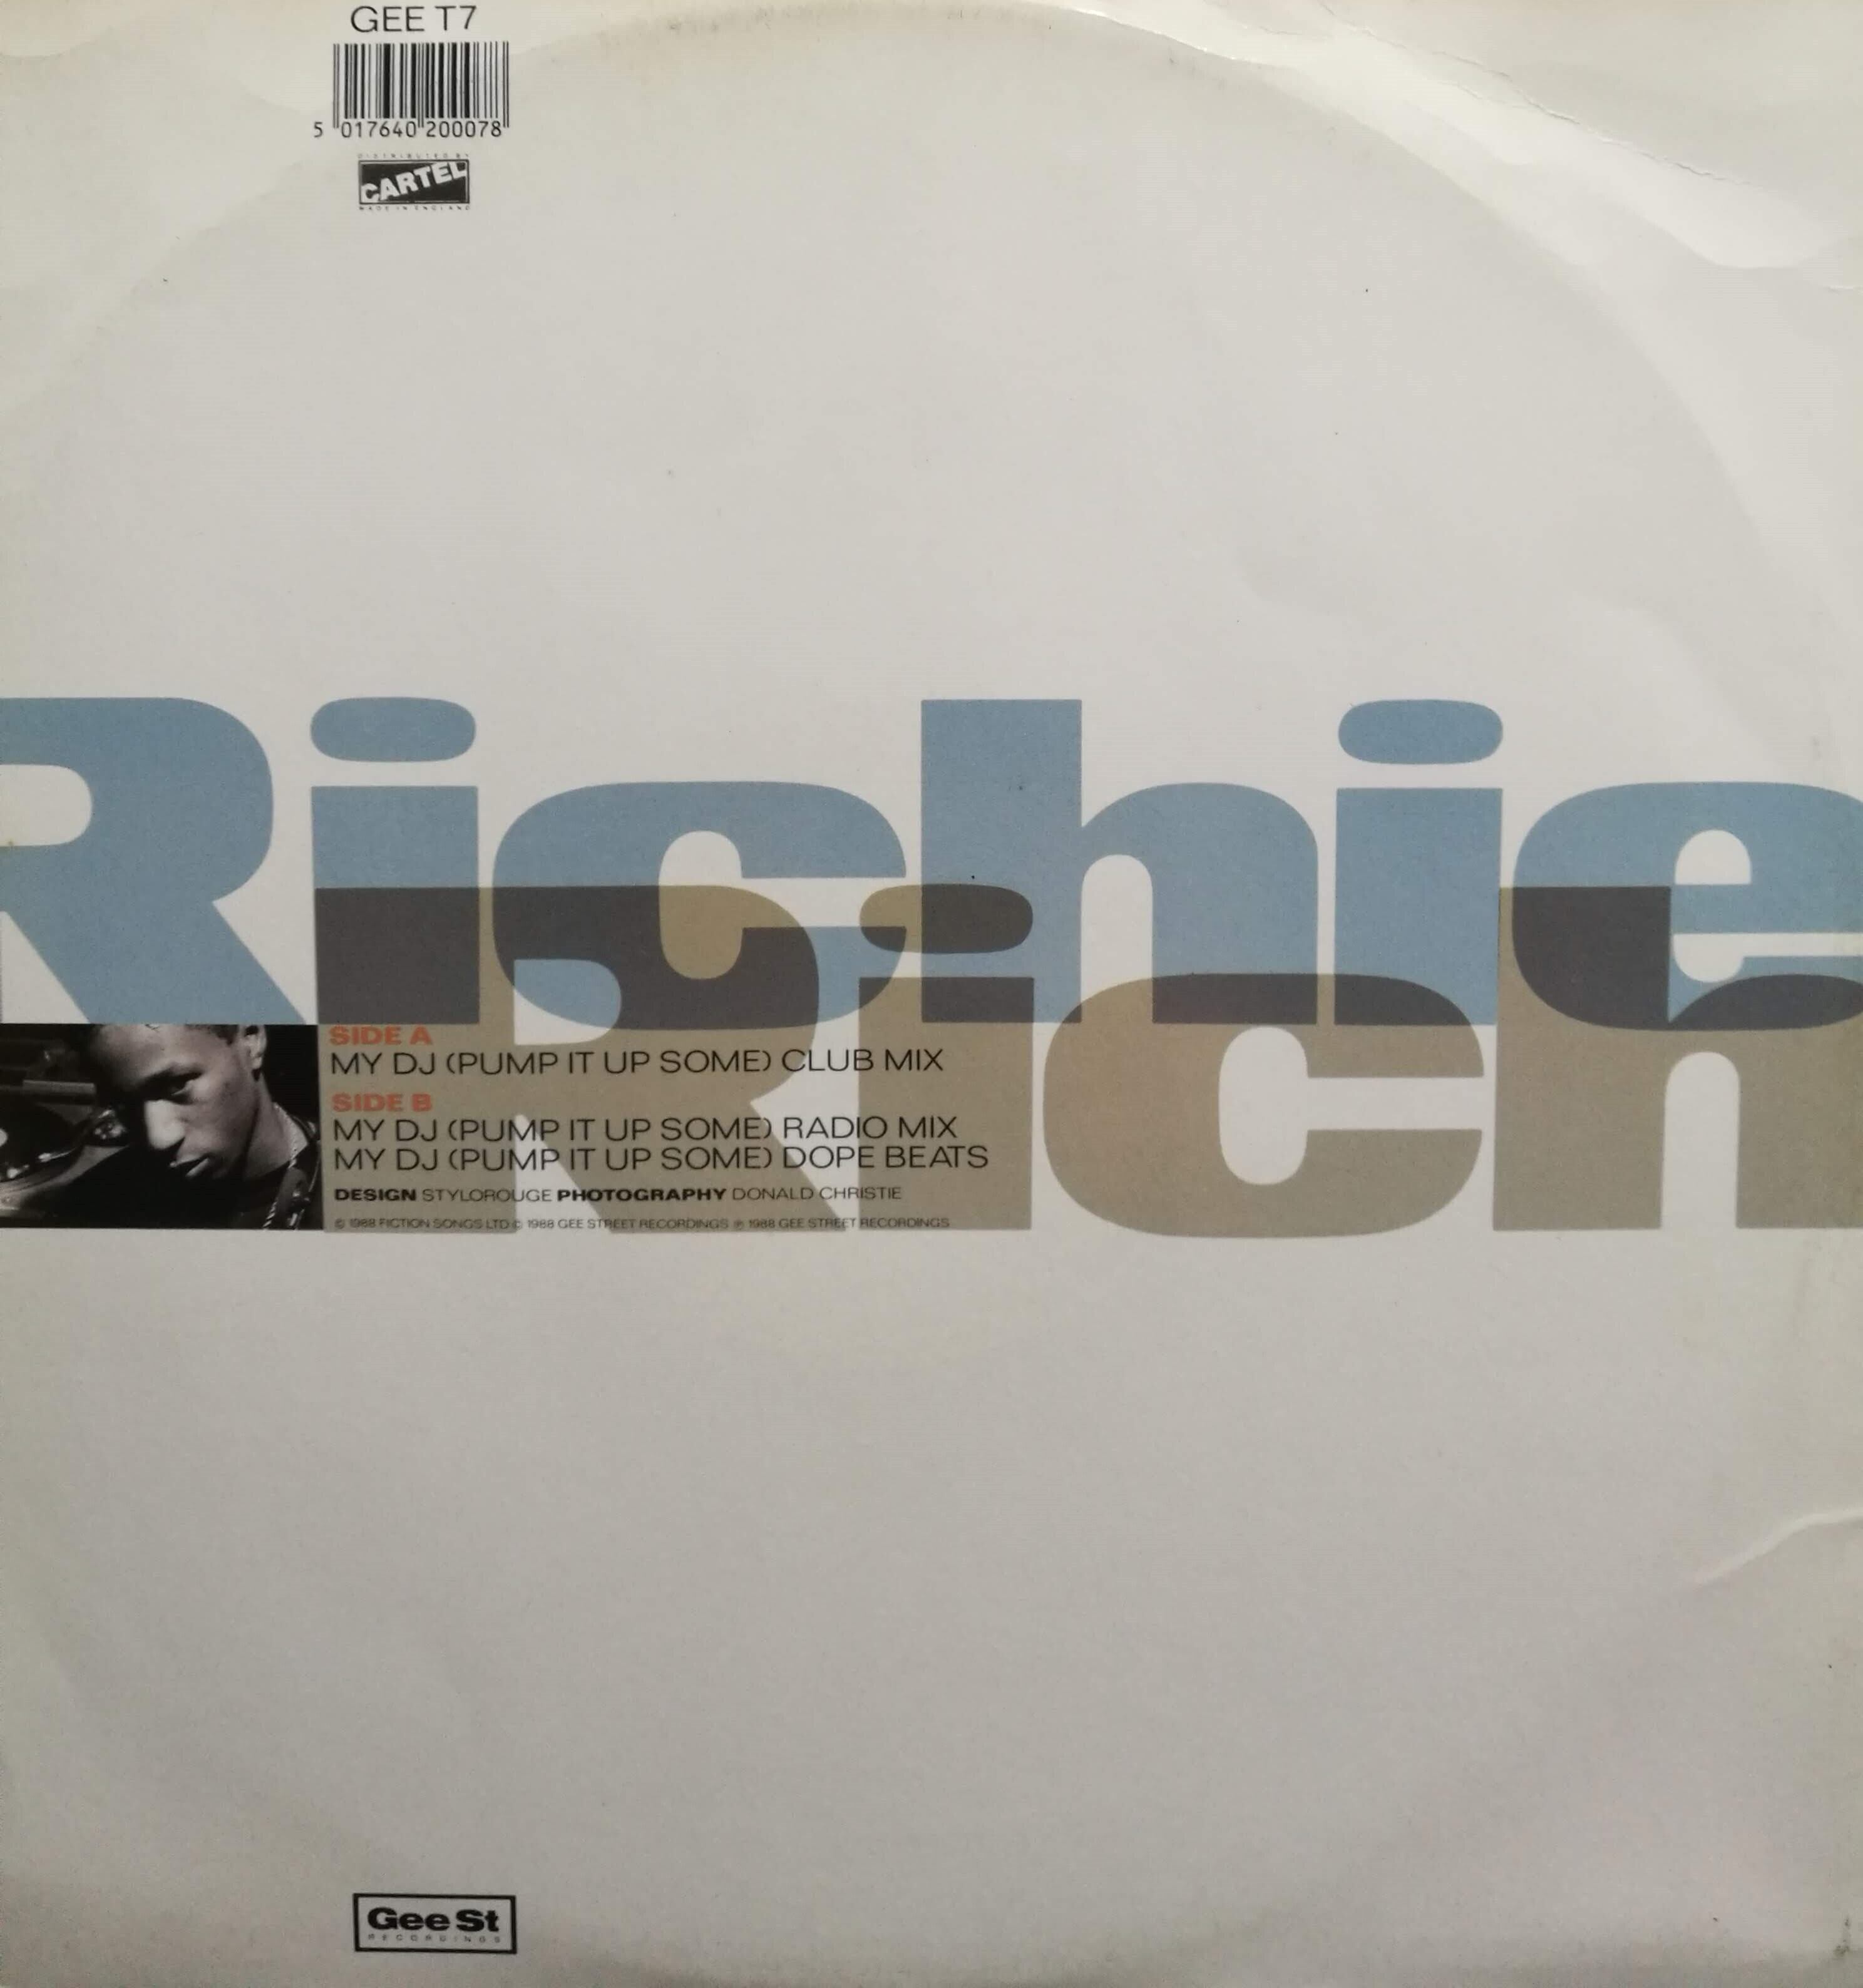 GEE T7
5 017640 200078
DISTRIBUTED BY
CARTEL
MADE IN ENGLAND
Richie
Rich
SIDE A
MY DJ (PUMP IT UP SOME) CLUB MIX
SIDE B
MY DJ (PUMP IT UP SOME) RADIO MIX
MY DJ (PUMP IT UP SOME) DOPE BEATS
DESIGN STYLOROUGE PHOTOGRAPHY DONALD CHRISTIE
© 1988 FICTION SONGS LTD © 1988 GEE STREET RECORDINGS ℗ 1988 GEE STREET RECORDINGS
Gee St
RECORDINGS